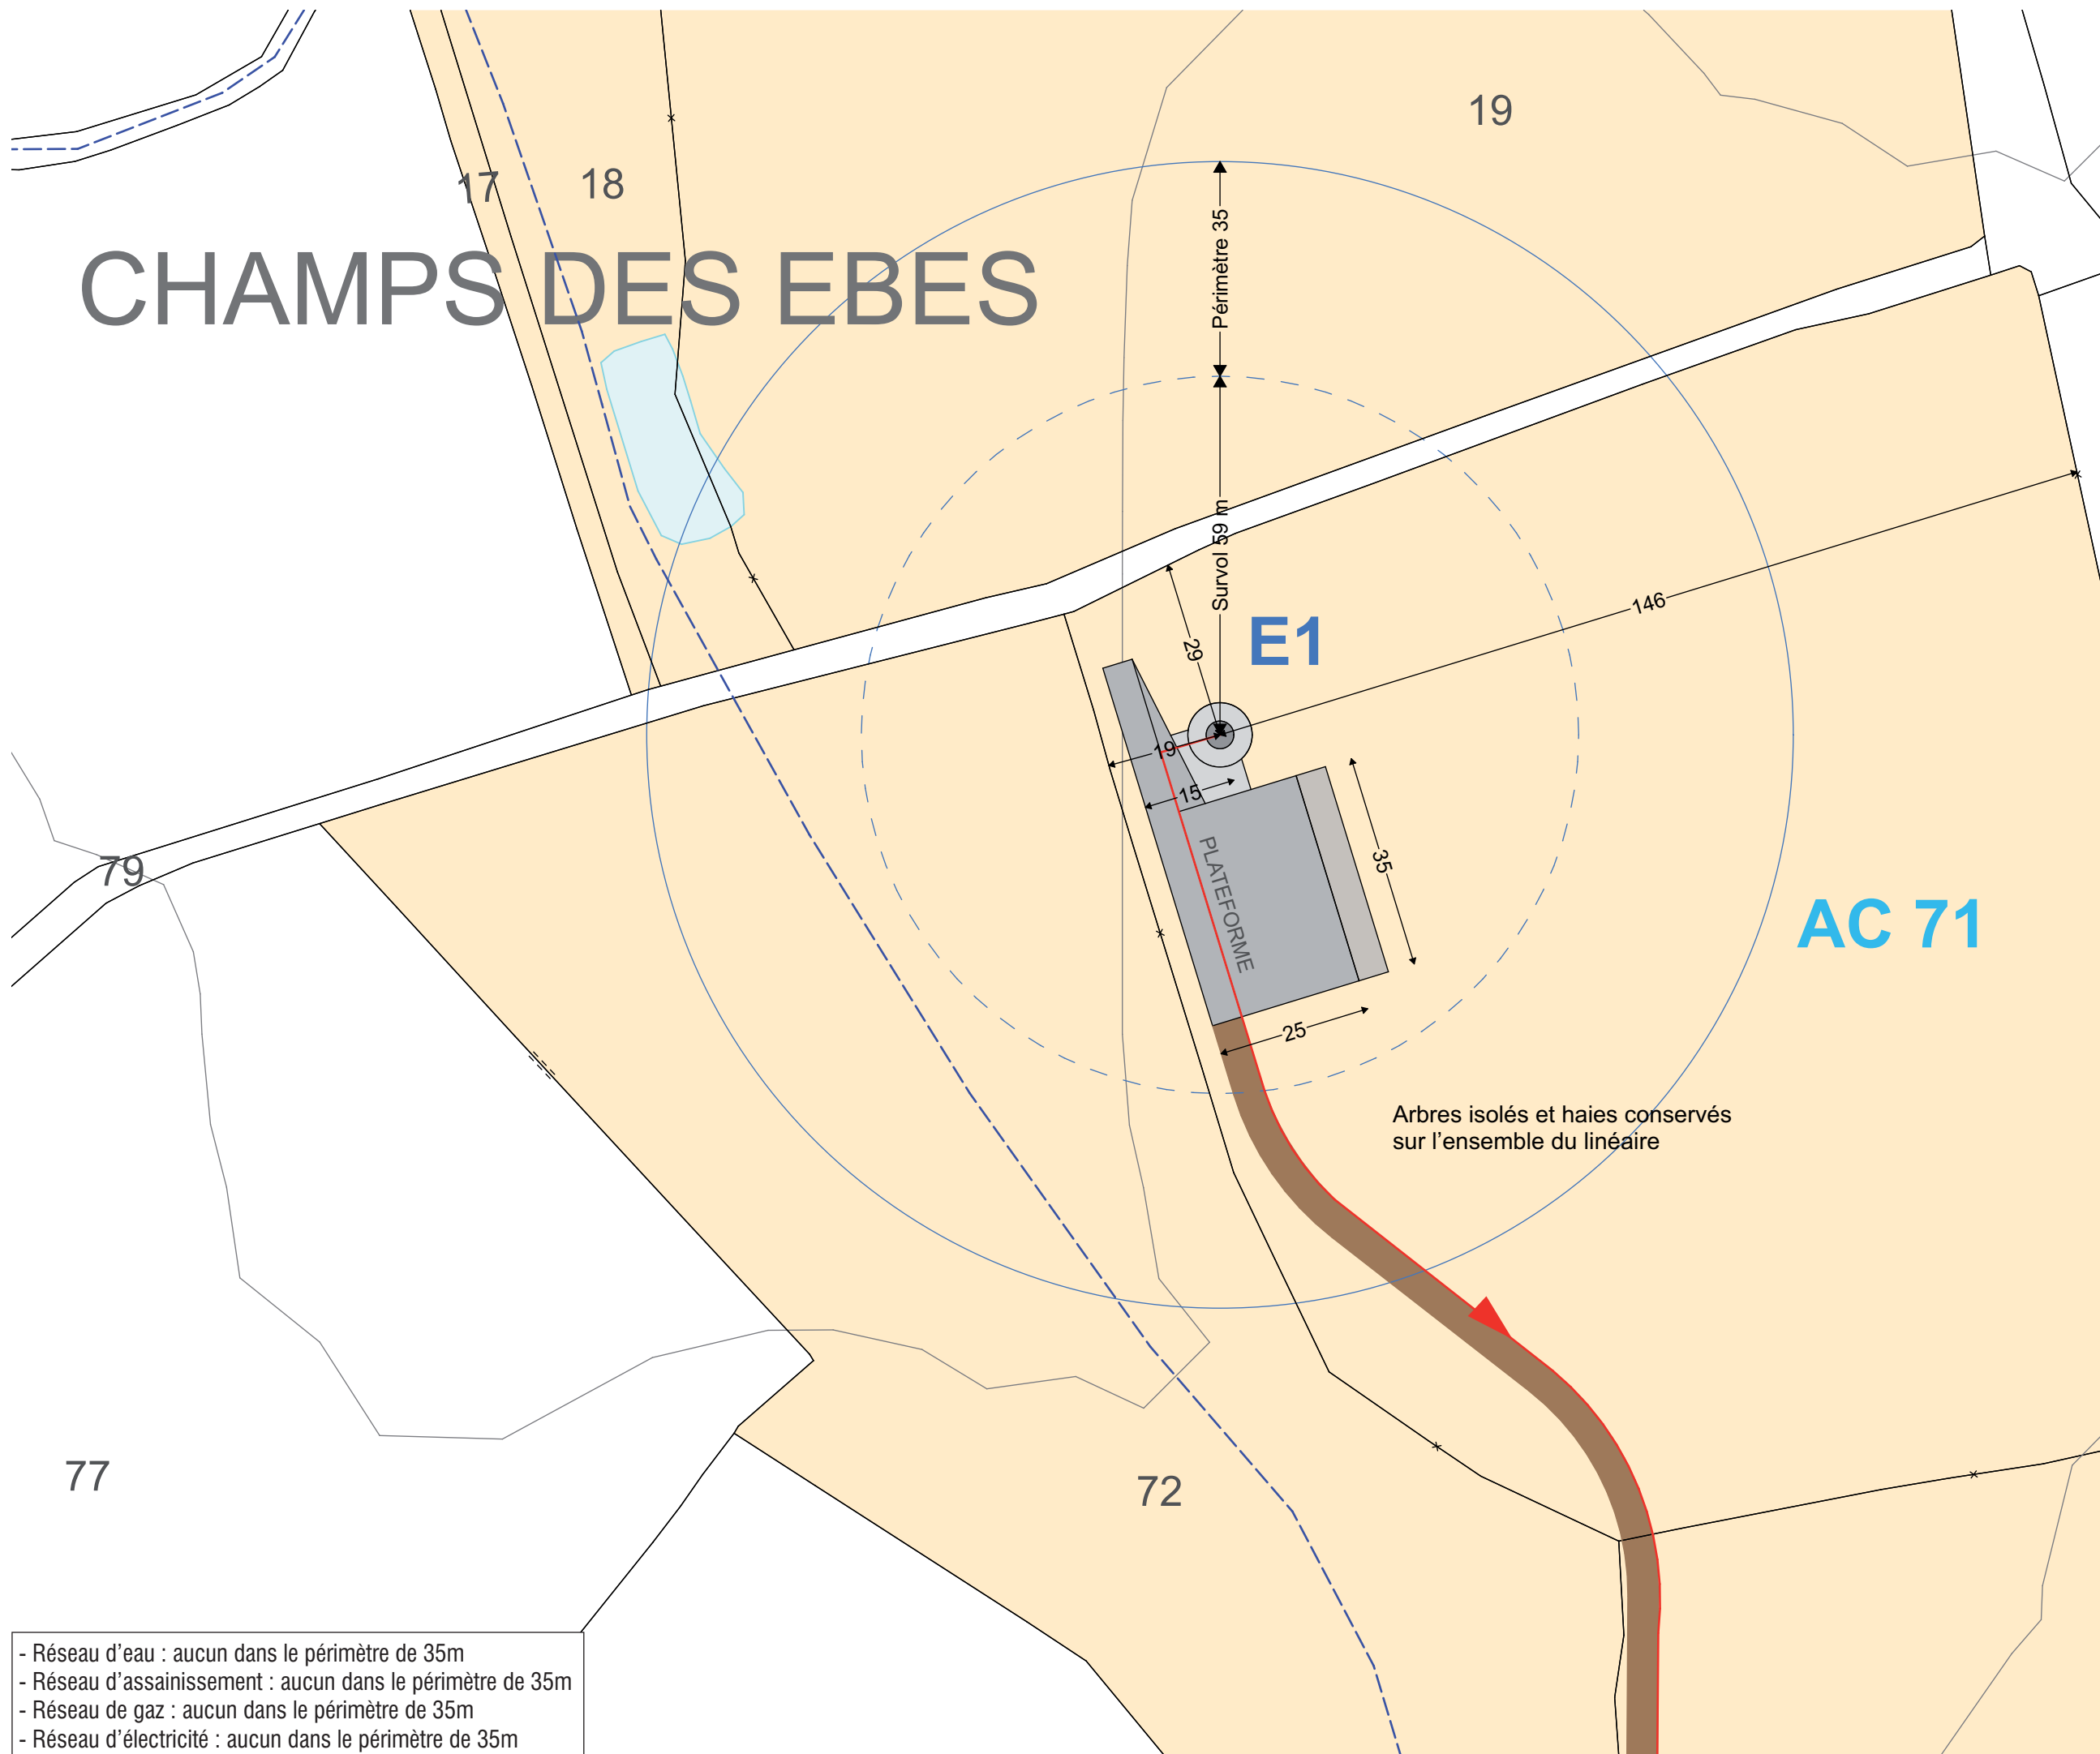 19
17
18
CHAMPS DES EBES
Périmètre 35
Survol 59 m
E1
146
29
19
15
79
PLATEFORME
35
AC 71
25
Arbres isolés et haies conservés
sur l’ensemble du linéaire
77
72
- Réseau d’eau : aucun dans le périmètre de 35m
- Réseau d’assainissement : aucun dans le périmètre de 35m
- Réseau de gaz : aucun dans le périmètre de 35m
- Réseau d’électricité : aucun dans le périmètre de 35m